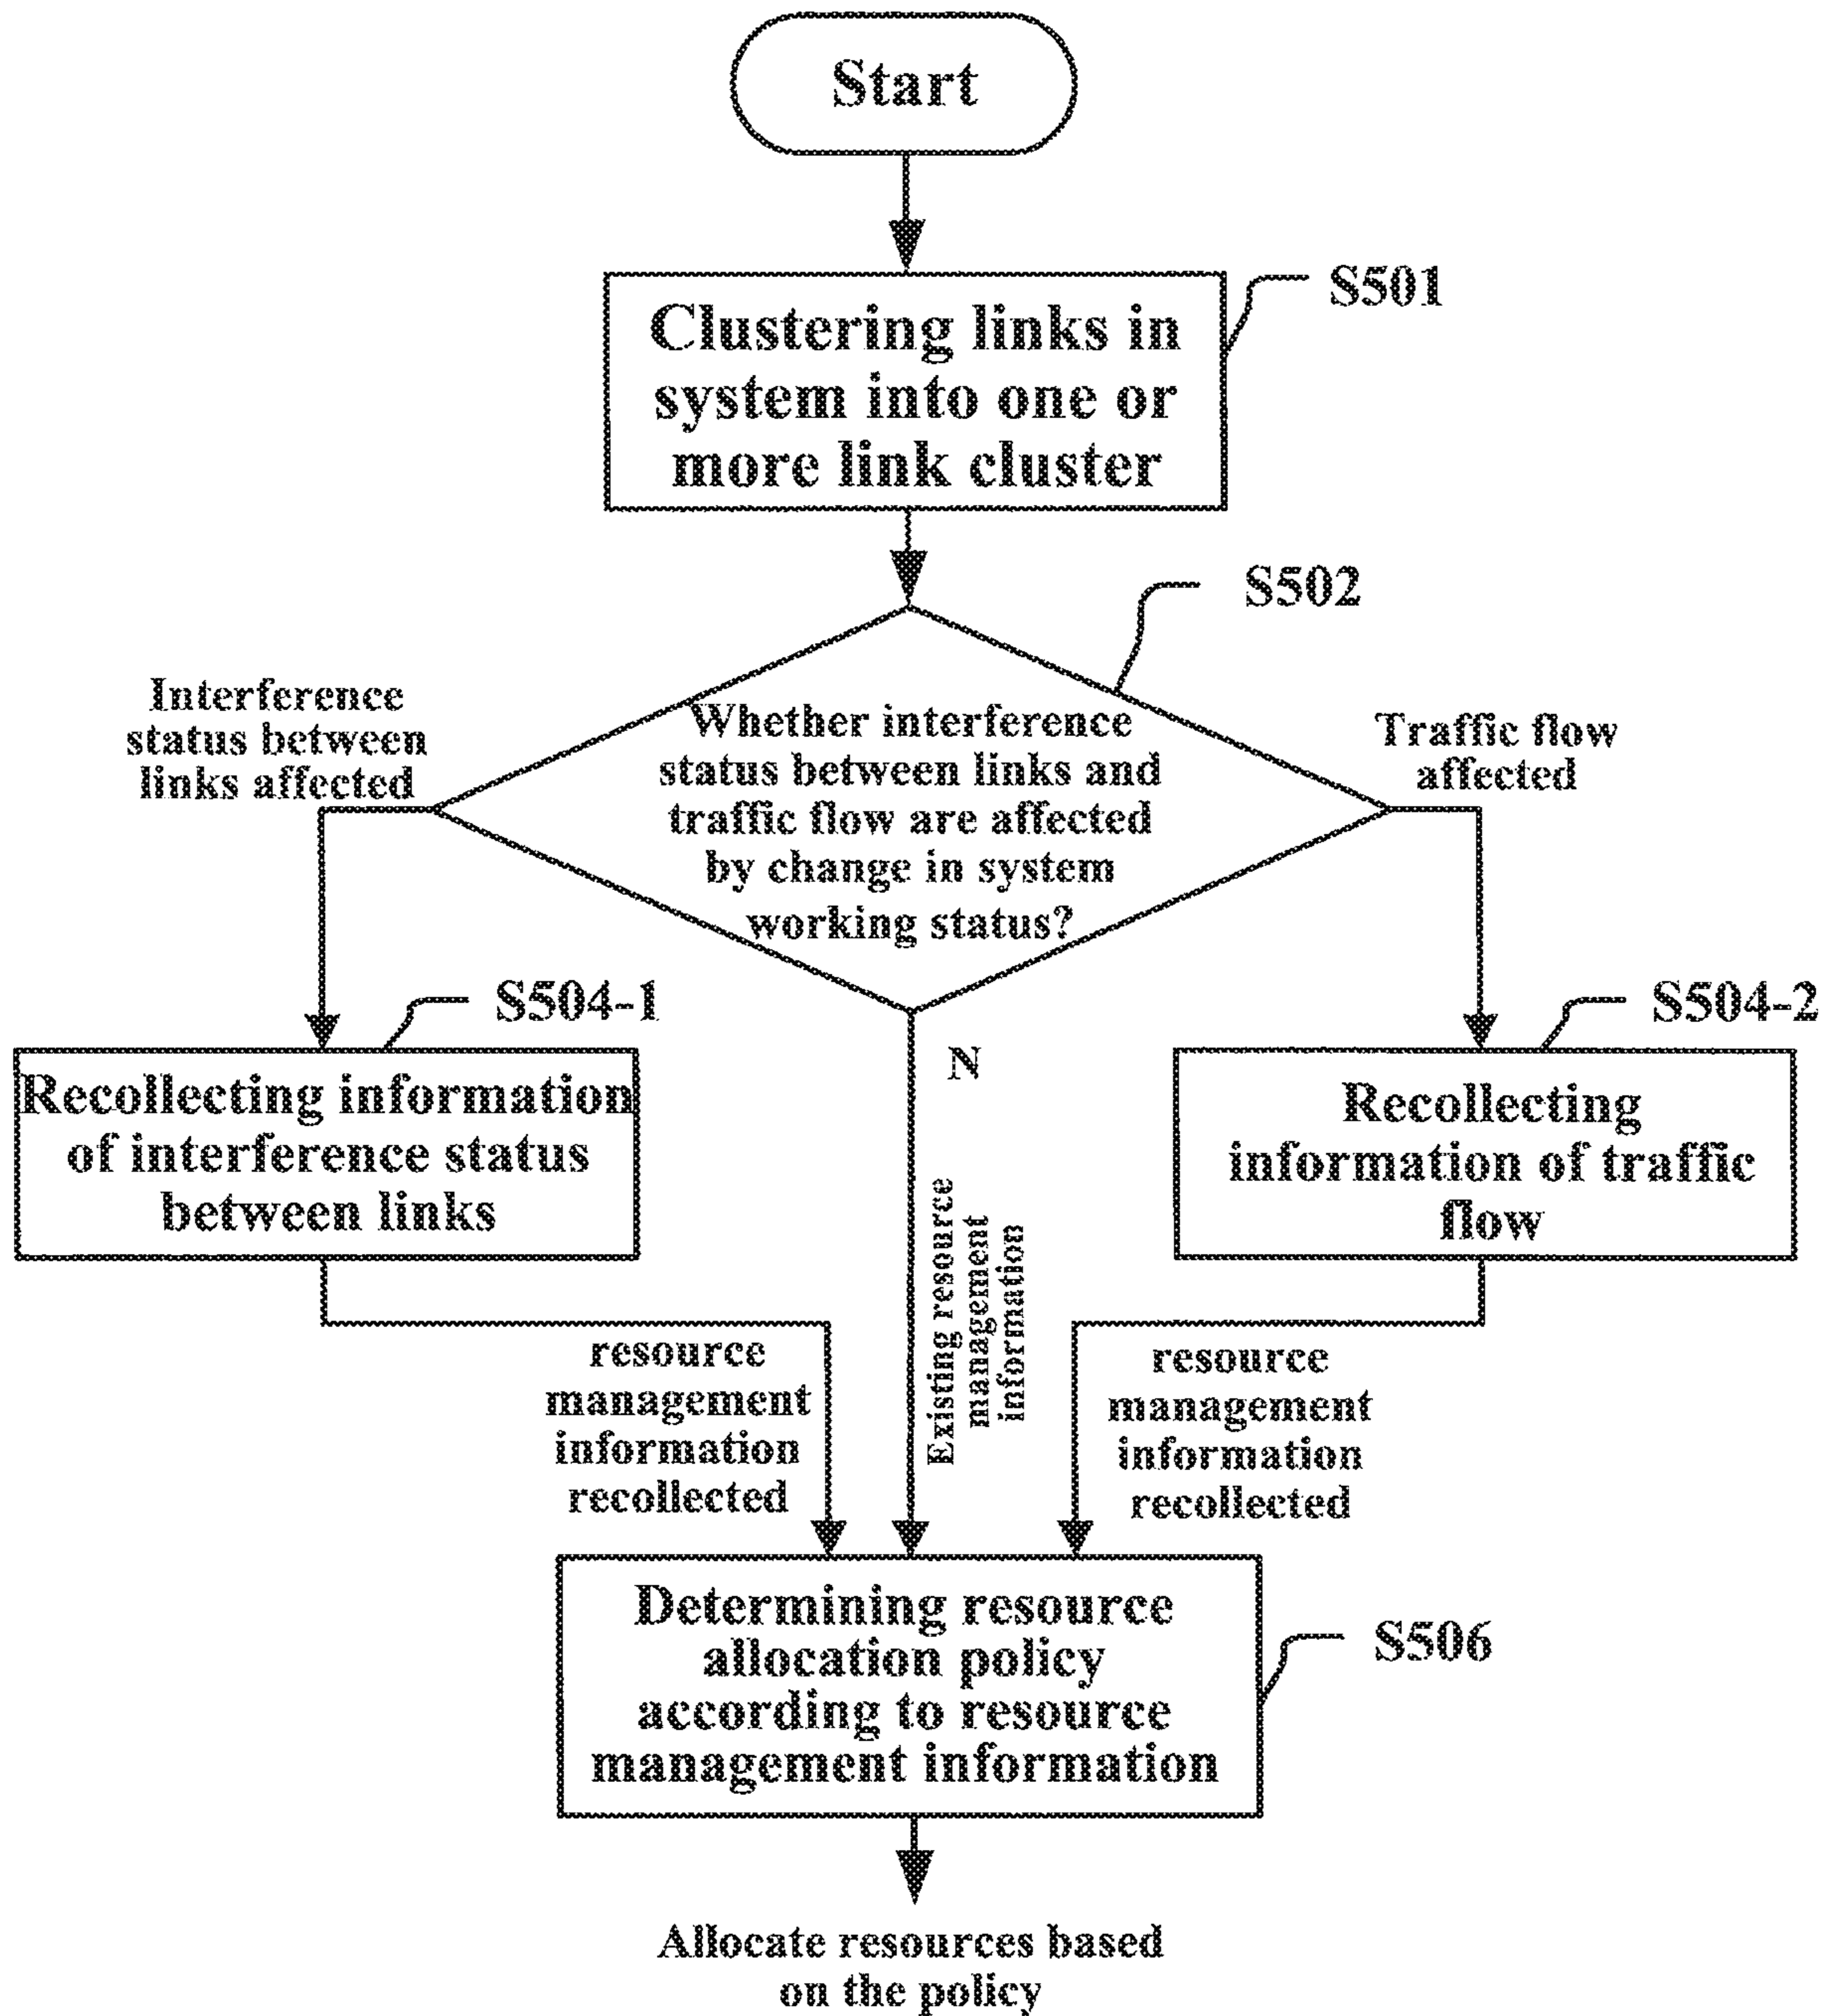 Start
S501
Clustering links in
system into one or
more link cluster
S502
Interference
status between
links affected
Whether interference
status between links and
traffic flow are affected
by change in system
working status?
Traffic flow
affected
S504-1
S504-2
N
Recollecting information
of interference status
between links
Recollecting
information of traffic
flow
resource
management
information
recollected
Existing resource
management
information
resource
management
information
recollected
Determining resource
allocation policy
according to resource
management information
S506
Allocate resources based
on the policy